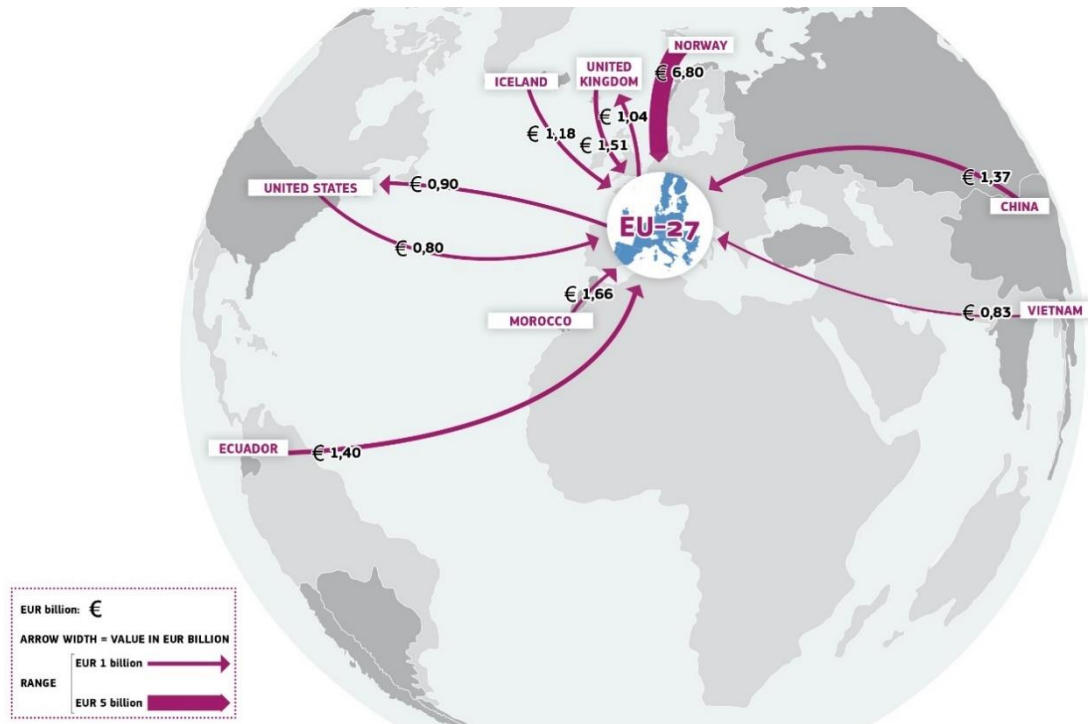 NORWAY
€ 6,80
UNITED
KINGDOM
€ 1,04
€ 1,51
ICELAND
€ 1,18
UNITED STATES
€ 0,90
€ 0,80
EU-27
€ 1,37
CHINA
€ 1,66
MOROCCO
€ 0,83
VIETNAM
ECUADOR
€ 1,40
EUR billion: €
ARROW WIDTH = VALUE IN EUR BILLION
RANGE
EUR 1 billion
EUR 5 billion